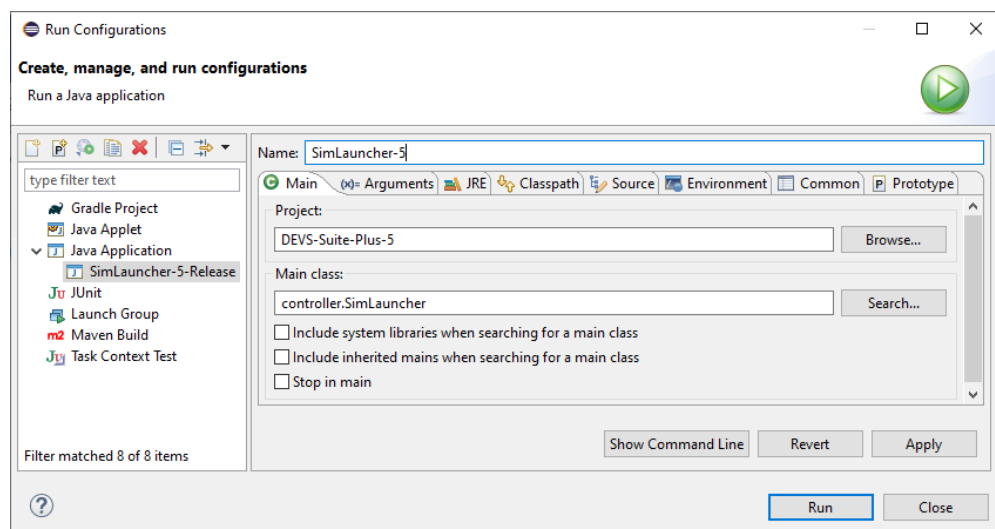 Run Configurations
Create, manage, and run configurations
Run a Java application
type filter text
Gradle Project
Java Applet
Java Application
SimLauncher-5-Release
JUnit
Launch Group
Maven Build
Task Context Test
Filter matched 8 of 8 items
Name: SimLauncher-5
Main (x)= Arguments JRE Classpath Source Environment Common Prototype
Project:
DEVS-Suite-Plus-5 Browse...
Main class:
controller.SimLauncher Search...
Include system libraries when searching for a main class
Include inherited mains when searching for a main class
Stop in main
Show Command Line Revert Apply
Run Close